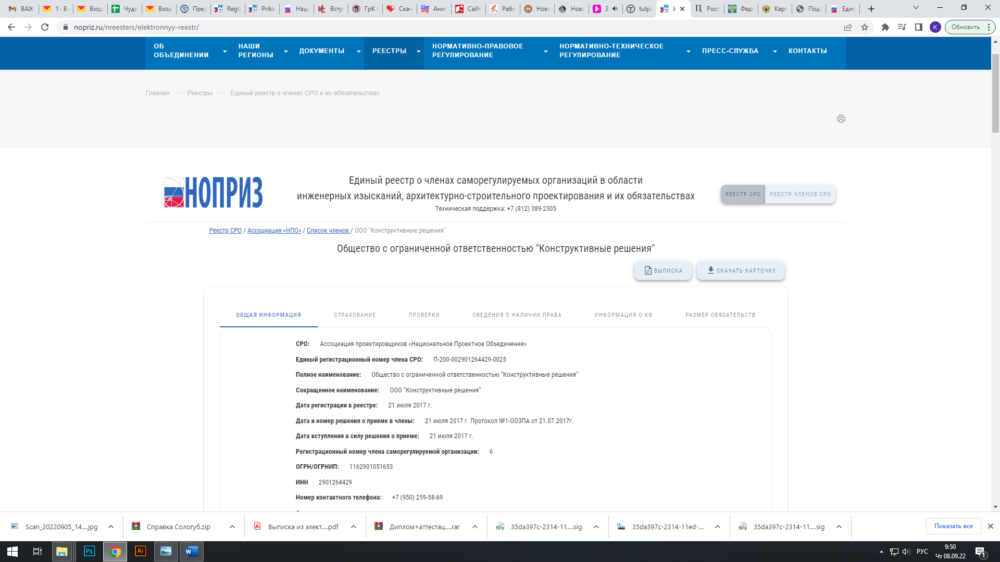 ВАЖ
1 · Вх
Вход
Чудо
Вход
Пред
Regla
Prika
Наци
Всту
ГрК
Скач
Анис
Сайт
Рабо
Ново
Ново
З
tulpa
Рост
Феде
Карт
Пода
Един
nopriz.ru/nreesters/elektronnyy-reestr/
K
Обновить
ОБ ОБЪЕДИНЕНИИ
НАШИ РЕГИОНЫ
ДОКУМЕНТЫ
РЕЕСТРЫ
НОРМАТИВНО-ПРАВОВОЕ РЕГУЛИРОВАНИЕ
НОРМАТИВНО-ТЕХНИЧЕСКОЕ РЕГУЛИРОВАНИЕ
ПРЕСС-СЛУЖБА
КОНТАКТЫ
Главная — Реестры — Единый реестр о членах СРО и их обязательствах
НОПРИЗ
Единый реестр о членах саморегулируемых организаций в области
инженерных изысканий, архитектурно-строительного проектирования и их обязательствах
Техническая поддержка: +7 (812) 389-2305
РЕЕСТР СРО
РЕЕСТР ЧЛЕНОВ СРО
Реестр СРО / Ассоциация «НПО» / Список членов / ООО "Конструктивные решения"
Общество с ограниченной ответственностью "Конструктивные решения"
ВЫПИСКА
СКАЧАТЬ КАРТОЧКУ
ОБЩАЯ ИНФОРМАЦИЯ
СТРАХОВАНИЕ
ПРОВЕРКИ
СВЕДЕНИЯ О НАЛИЧИИ ПРАВА
ИНФОРМАЦИЯ О КФ
РАЗМЕР ОБЯЗАТЕЛЬСТВ
СРО: Ассоциация проектировщиков «Национальное Проектное Объединение»
Единый регистрационный номер члена СРО: П-200-002901264429-0025
Полное наименование: Общество с ограниченной ответственностью "Конструктивные решения"
Сокращенное наименование: ООО "Конструктивные решения"
Дата регистрации в реестре: 21 июля 2017 г.
Дата и номер решения о приеме в члены: 21 июля 2017 г. Протокол №1-ООЗПА от 21.07.2017г.
Дата вступления в силу решения о приеме: 21 июля 2017 г.
Регистрационный номер члена саморегулируемой организации: 6
ОГРН/ОГРНИП: 1162901051653
ИНН 2901264429
Номер контактного телефона: +7 (950) 259-58-69
Scan_20220905_14....jpg
Справка Сологуб.zip
Выписка из элект....pdf
Диплом+аттестац....rar
35da397c-2314-11....sig
35da397c-2314-11ed-...
35da397c-2314-11....sig
Показать все
Ps
Ai
РУС
9:50
Чт 08.09.22
1